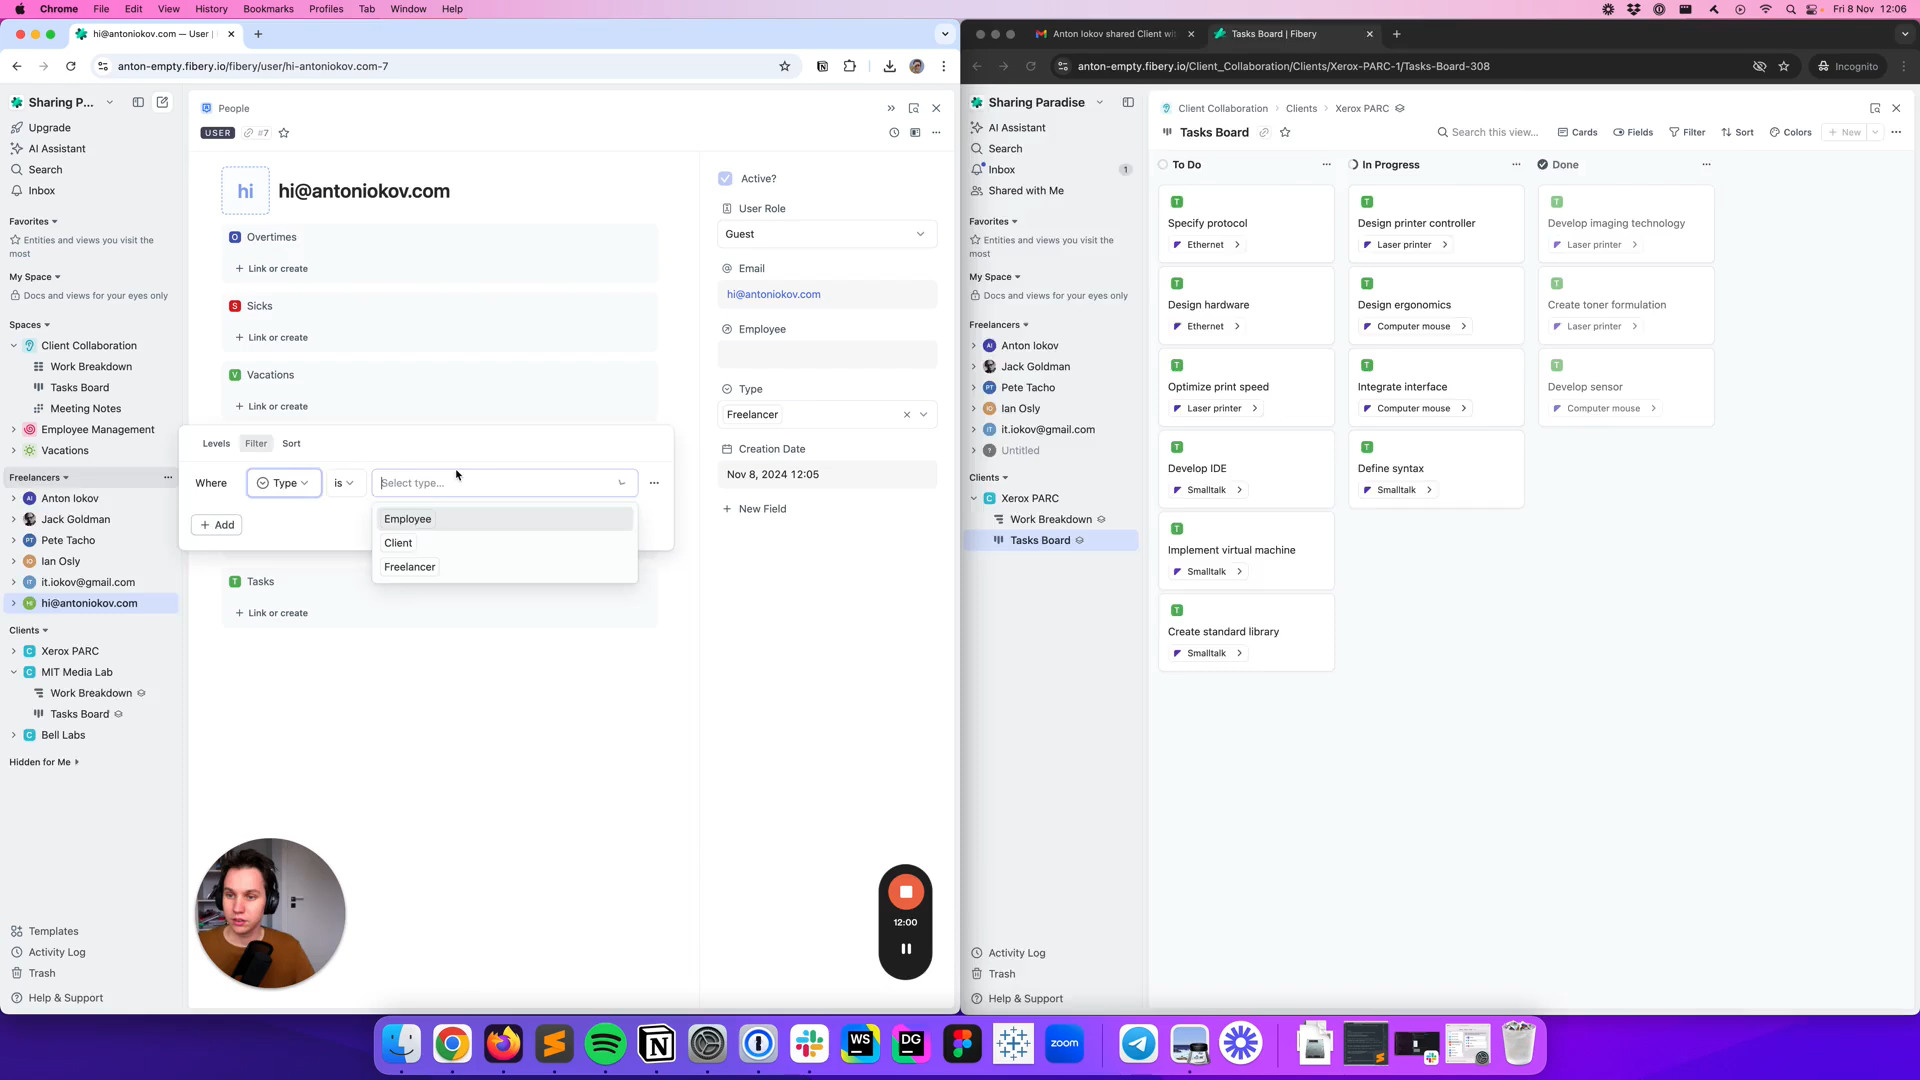 Chrome File Edit View History Bookmarks Profiles Tab Window Help
Fri 8 Nov 12:06
hi@antoniokov.com — User |
anton-empty.fibery.io/fibery/user/hi-antoniokov.com-7
Sharing P...
Upgrade
AI Assistant
Search
Inbox
Favorites
Entities and views you visit the most
My Space
Docs and views for your eyes only
Spaces
Client Collaboration
Work Breakdown
Tasks Board
Meeting Notes
Employee Management
Vacations
Freelancers
Anton Iokov
Jack Goldman
Pete Tacho
Ian Osly
it.iokov@gmail.com
hi@antoniokov.com
Clients
Xerox PARC
MIT Media Lab
Work Breakdown
Tasks Board
Bell Labs
Hidden for Me
Templates
Activity Log
Trash
Help & Support
People
USER #7
hi hi@antoniokov.com
Overtimes
+ Link or create
Sicks
+ Link or create
Vacations
+ Link or create
Levels Filter Sort
Where Type is Select type...
+ Add
Employee
Client
Freelancer
Tasks
+ Link or create
Active?
User Role
Guest
Email
hi@antoniokov.com
Employee
Type
Freelancer
Creation Date
Nov 8, 2024 12:05
+ New Field
12:00
Anton Iokov shared Client wit
Tasks Board | Fibery
anton-empty.fibery.io/Client_Collaboration/Clients/Xerox-PARC-1/Tasks-Board-308
Incognito
Sharing Paradise
AI Assistant
Search
Inbox 1
Shared with Me
Favorites
Entities and views you visit the most
My Space
Docs and views for your eyes only
Freelancers
Anton Iokov
Jack Goldman
Pete Tacho
Ian Osly
it.iokov@gmail.com
Untitled
Clients
Xerox PARC
Work Breakdown
Tasks Board
Activity Log
Trash
Help & Support
Client Collaboration Clients Xerox PARC
Tasks Board
Search this view...
Cards Fields Filter Sort Colors + New
To Do
Specify protocol
Ethernet
Design hardware
Ethernet
Optimize print speed
Laser printer
Develop IDE
Smalltalk
Implement virtual machine
Smalltalk
Create standard library
Smalltalk
In Progress
Design printer controller
Laser printer
Design ergonomics
Computer mouse
Integrate interface
Computer mouse
Define syntax
Smalltalk
Done
Develop imaging technology
Laser printer
Create toner formulation
Laser printer
Develop sensor
Computer mouse
WS
DG
zoom